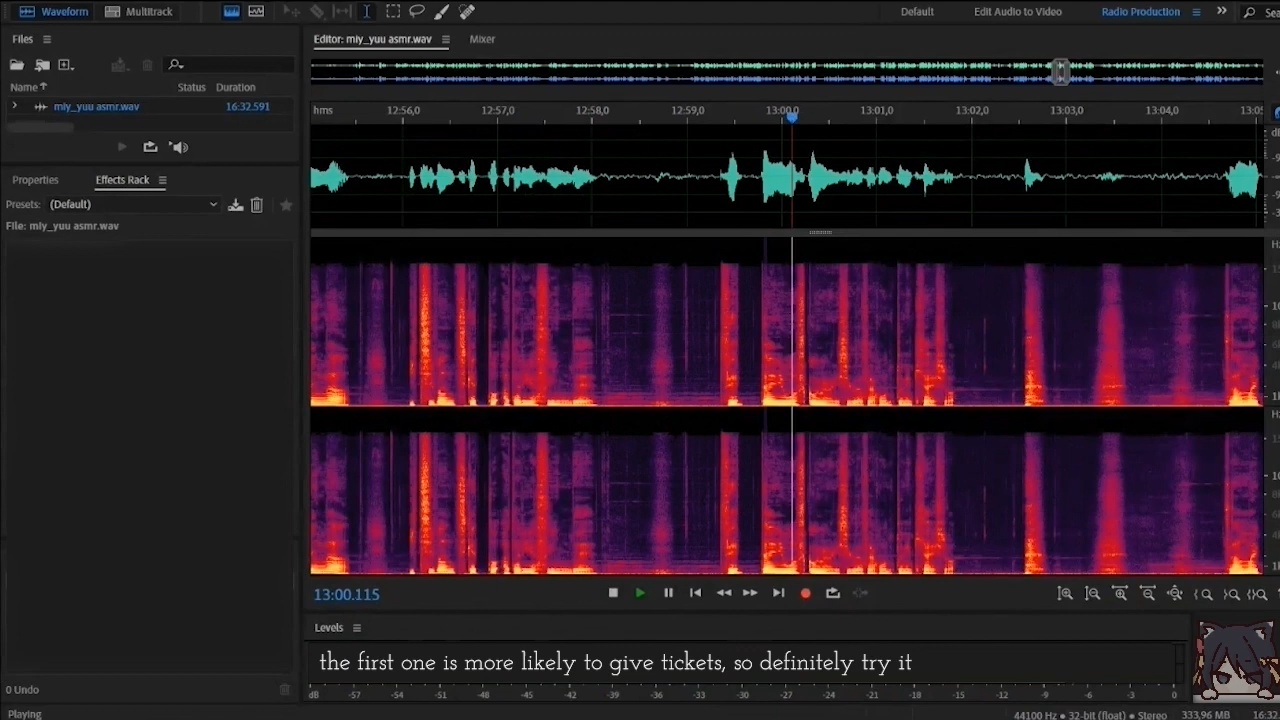 Waveform Multitrack Default Edit Audio to Video Radio Production
Files Editor: mly_yuu asmr.wav Mixer
Name Status Duration
mly_yuu asmr.wav 16:32.591
hms 12:56,0 12:57,0 12:58,0 12:59,0 13:00,0 13:01,0 13:02,0 13:03,0 13:04,0
Properties Effects Rack
Presets: (Default)
File: mly_yuu asmr.wav
13:00.115
Levels
the first one is more likely to give tickets, so definitely try it
0 Undo
dB -57 -54 -51 -48 -45 -42 -39 -36 -33 -30 -27 -24 -21 -18 -15 -12 -9 -6 -3 0
Playing 44100 Hz • 32-bit (float) • Stereo 333,96 MB 16:32